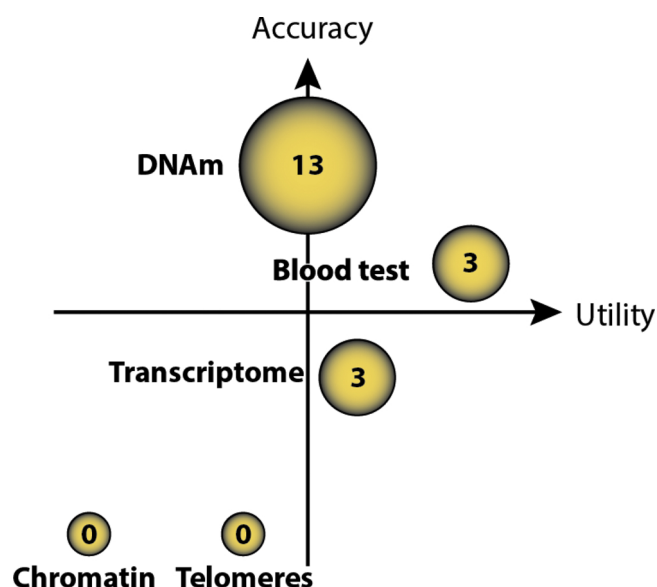 Accuracy
DNAm 13
Blood test 3
Utility
Transcriptome 3
0 0
Chromatin Telomeres